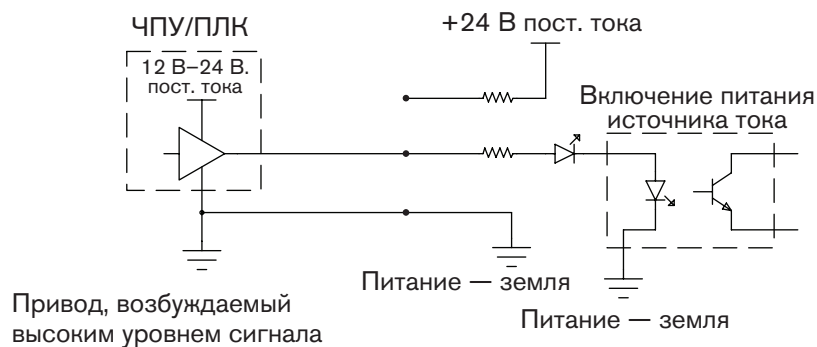 ЧПУ/ПЛК
+24 В пост. тока
12 В–24 В.
пост. тока
Включение питания
источника тока
Питание — земля
Питание — земля
Привод, возбуждаемый
высоким уровнем сигнала